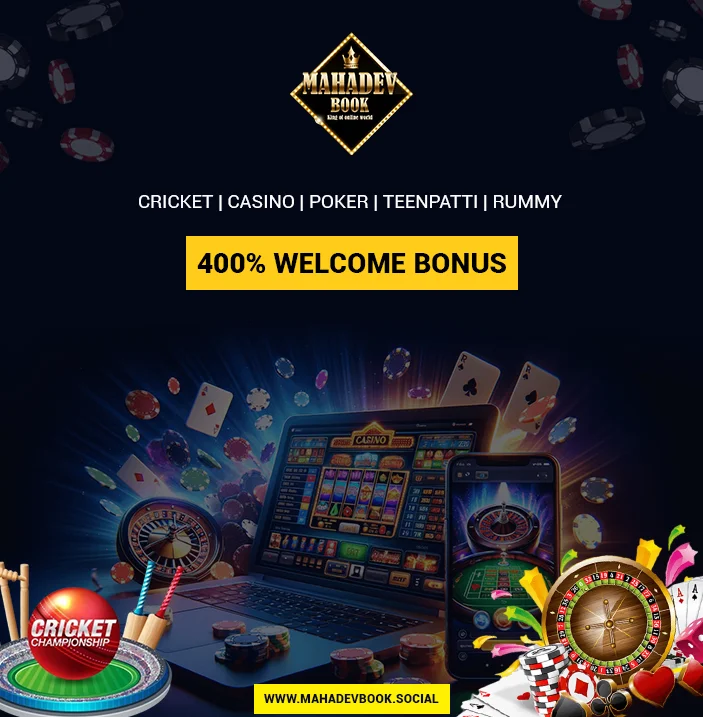 MAHADEV
BOOK
King of online world
CRICKET | CASINO | POKER | TEENPATTI | RUMMY
400% WELCOME BONUS
CASINO
CRICKET
CHAMPIONSHIP
WWW.MAHADEVBOOK.SOCIAL